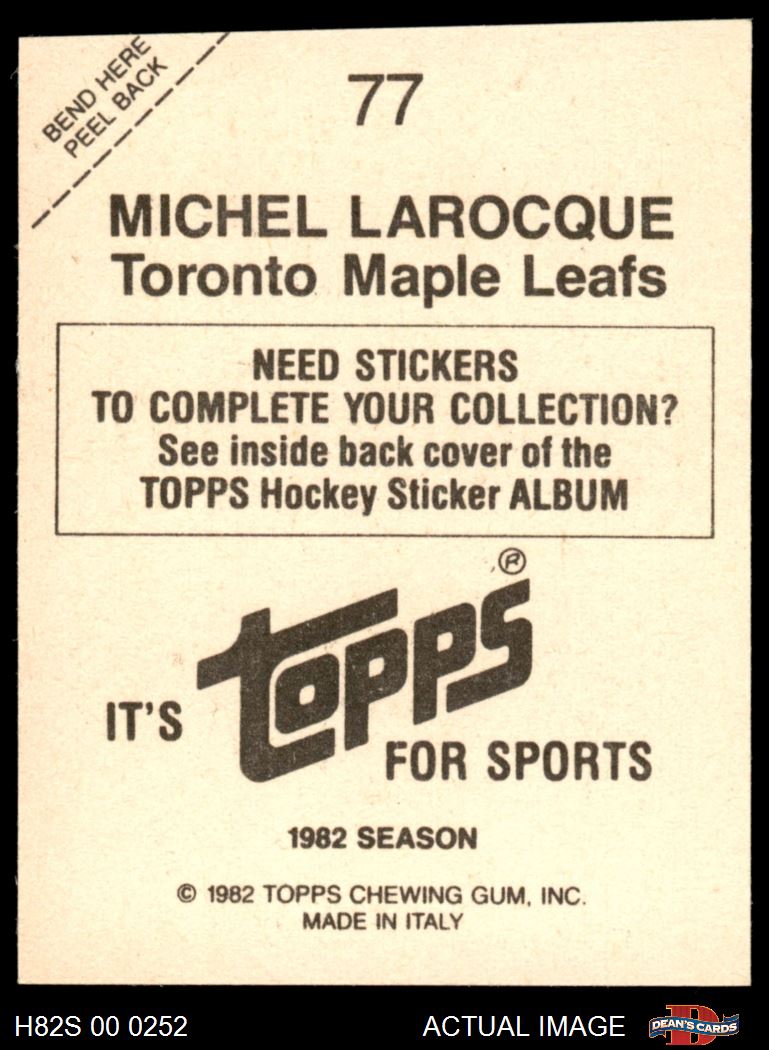 BEND HERE
PEEL BACK
77
MICHEL LAROCQUE
Toronto Maple Leafs
NEED STICKERS
TO COMPLETE YOUR COLLECTION?
See inside back cover of the
TOPPS Hockey Sticker ALBUM
topps®
IT'S
FOR SPORTS
1982 SEASON
© 1982 TOPPS CHEWING GUM, INC.
MADE IN ITALY
H82S 00 0252 ACTUAL IMAGE D DEAN'S CARDS